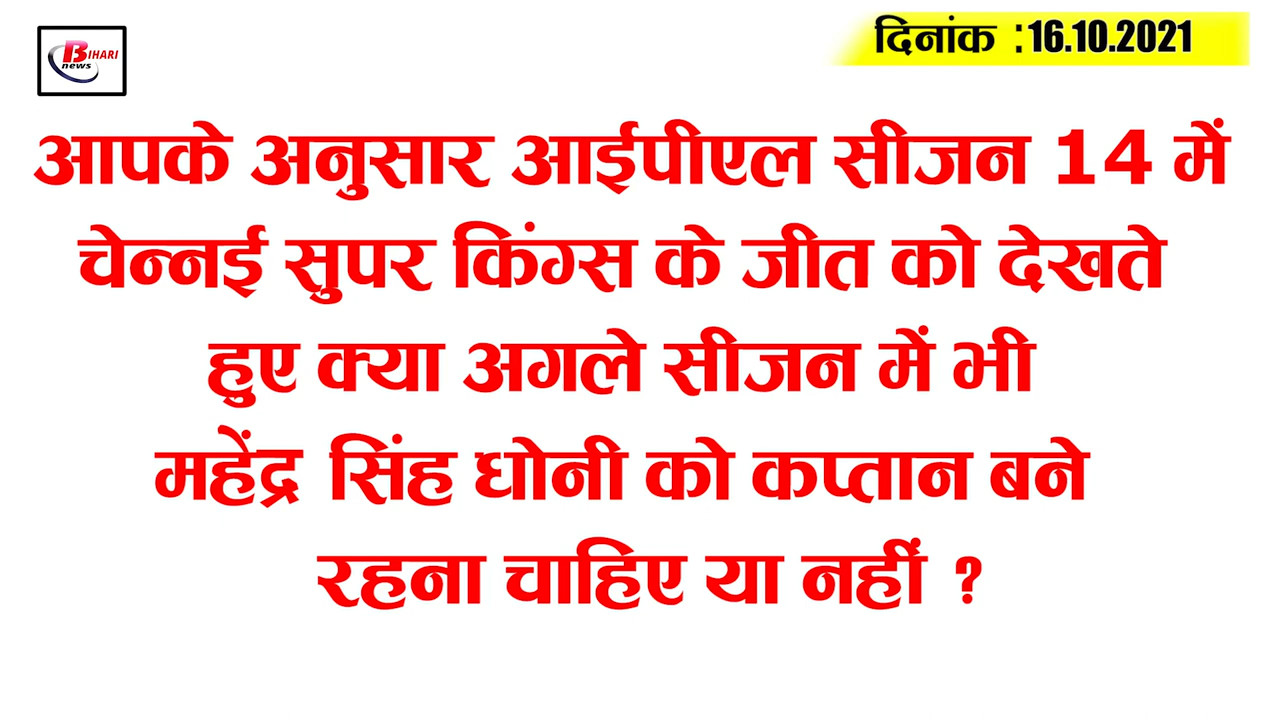 BIHARI
news
दिनांक :16.10.2021
आपके अनुसार आईपीएल सीजन 14 में
चेन्नई सुपर किंग्स के जीत को देखते
हुए क्या अगले सीजन में भी
महेंद्र सिंह धोनी को कप्तान बने
रहना चाहिए या नहीं ?